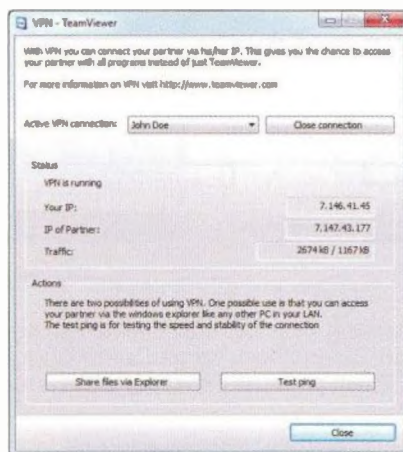 VPN - TeamViewer
With VPN you can connect your partner via his/her IP. This gives you the chance to access
your partner with all programs instead of just TeamViewer.
For more information on VPN visit http://www.teamviewer.com
Active VPN connection: John Doe Close connection
Status
VPN is running
Your IP: 7.146.41.45
IP of Partner: 7.147.43.177
Traffic: 2674 kB / 1167 kB
Actions
There are two possibilities of using VPN. One possible use is that you can access
your partner via the windows explorer like any other PC in your LAN.
The test ping is for testing the speed and stability of the connection
Share files via Explorer Test ping
Close